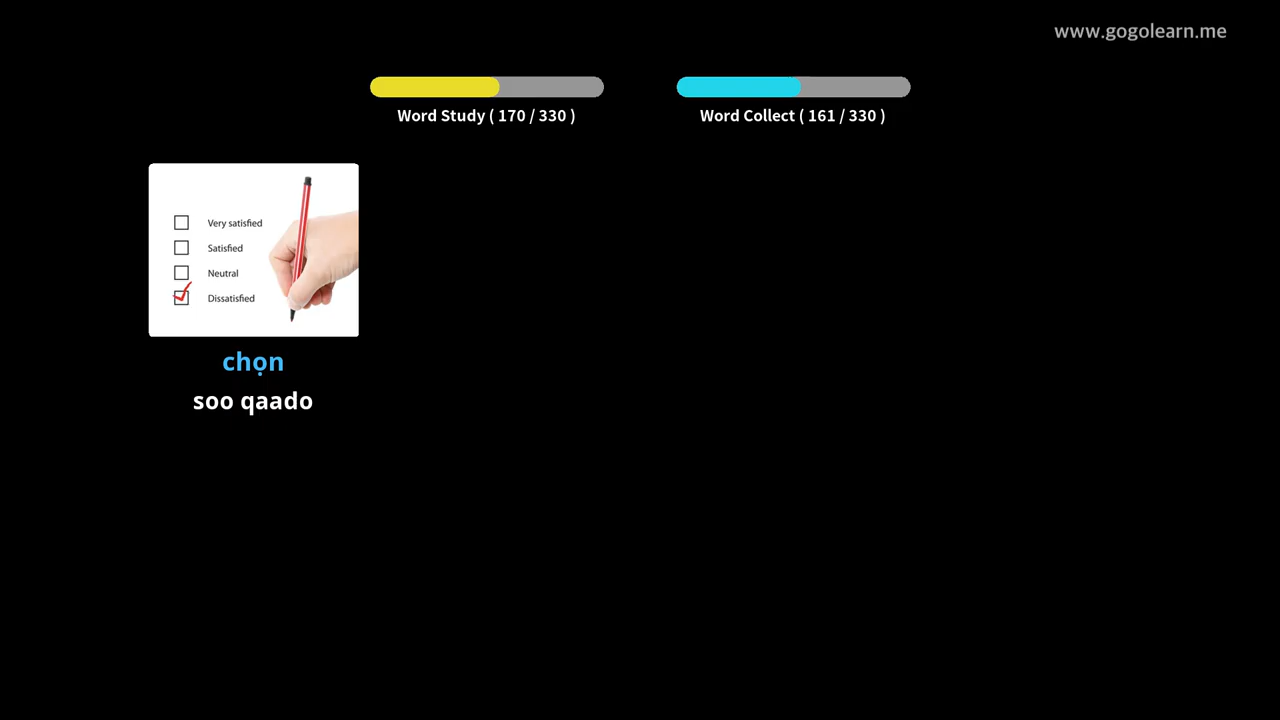 www.gogolearn.me
Word Study ( 170 / 330 )
Word Collect ( 161 / 330 )
Very satisfied
Satisfied
Neutral
Dissatisfied
chọn
soo qaado